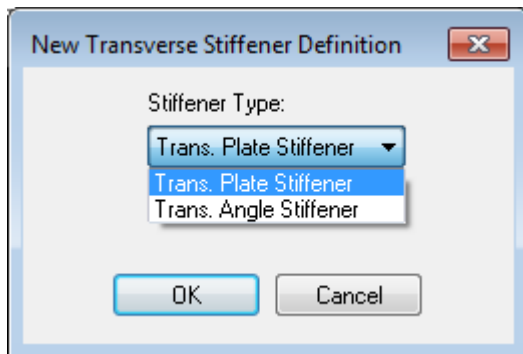 New Transverse Stiffener Definition
Stiffener Type:
Trans. Plate Stiffener
Trans. Plate Stiffener
Trans. Angle Stiffener
OK Cancel